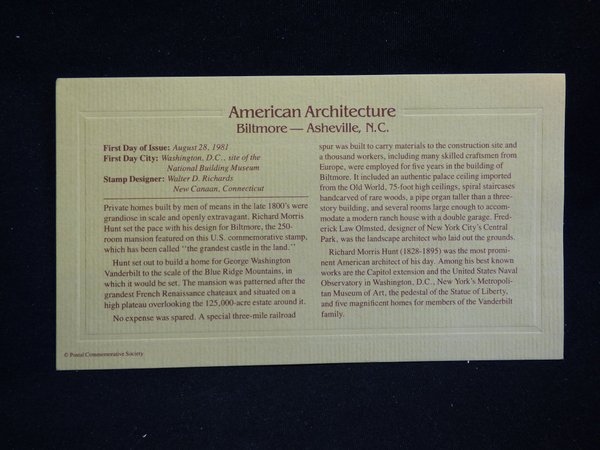 American Architecture
Biltmore — Asheville, N.C.
First Day of Issue: August 28, 1981
First Day City: Washington, D.C., site of the
National Building Museum
Stamp Designer: Walter D. Richards
New Canaan, Connecticut
Private homes built by men of means in the late 1800's were
grandiose in scale and openly extravagant. Richard Morris
Hunt set the pace with his design for Biltmore, the 250-
room mansion featured on this U.S. commemorative stamp,
which has been called "the grandest castle in the land."
Hunt set out to build a home for George Washington
Vanderbilt to the scale of the Blue Ridge Mountains, in
which it would be set. The mansion was patterned after the
grandest French Renaissance chateaux and situated on a
high plateau overlooking the 125,000-acre estate around it.
No expense was spared. A special three-mile railroad
spur was built to carry materials to the construction site and
a thousand workers, including many skilled craftsmen from
Europe, were employed for five years in the building of
Biltmore. It included an authentic palace ceiling imported
from the Old World, 75-foot high ceilings, spiral staircases
handcarved of rare woods, a pipe organ taller than a three-
story building, and several rooms large enough to accom-
modate a modern ranch house with a double garage. Fred-
erick Law Olmsted, designer of New York City's Central
Park, was the landscape architect who laid out the grounds.
Richard Morris Hunt (1828-1895) was the most promi-
nent American architect of his day. Among his best known
works are the Capitol extension and the United States Naval
Observatory in Washington, D.C., New York's Metropoli-
tan Museum of Art, the pedestal of the Statue of Liberty,
and five magnificent homes for members of the Vanderbilt
family.
© Postal Commemorative Society